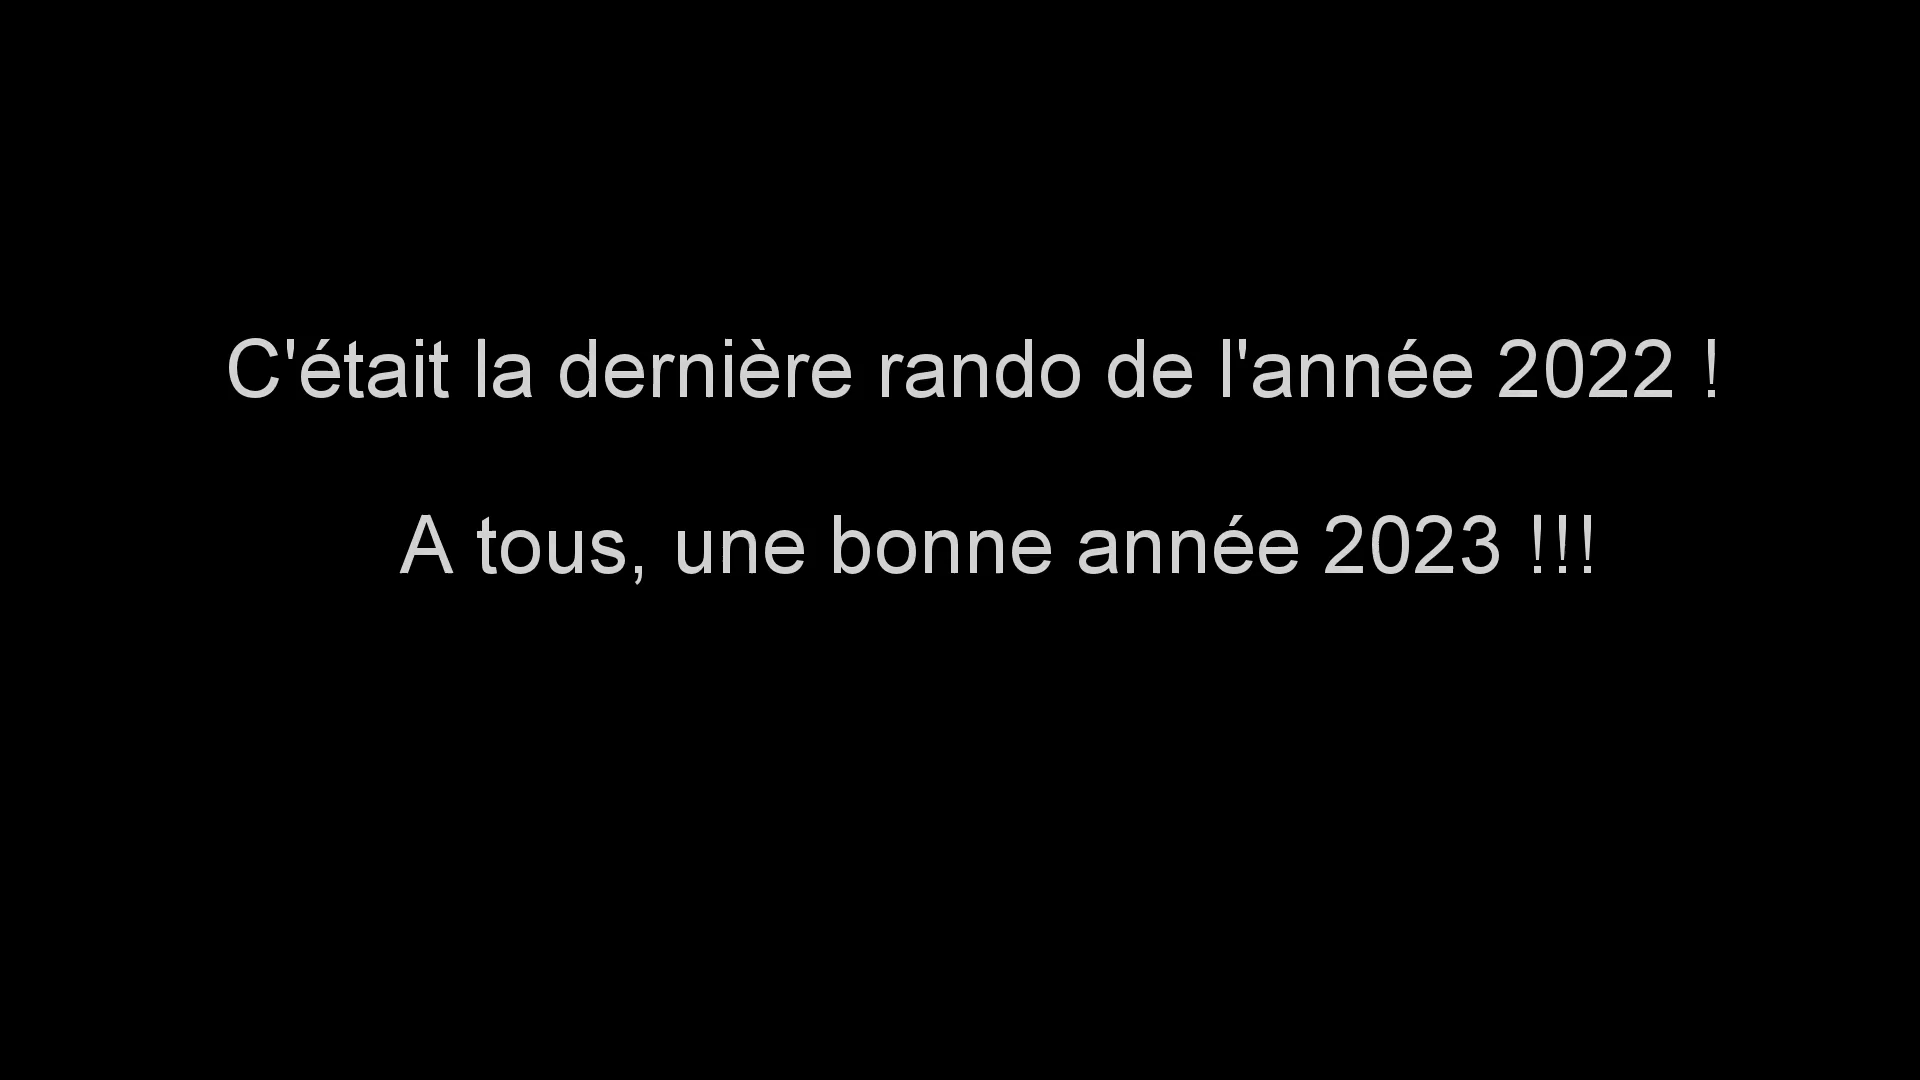 C'était la dernière rando de l'année 2022 !
A tous, une bonne année 2023 !!!